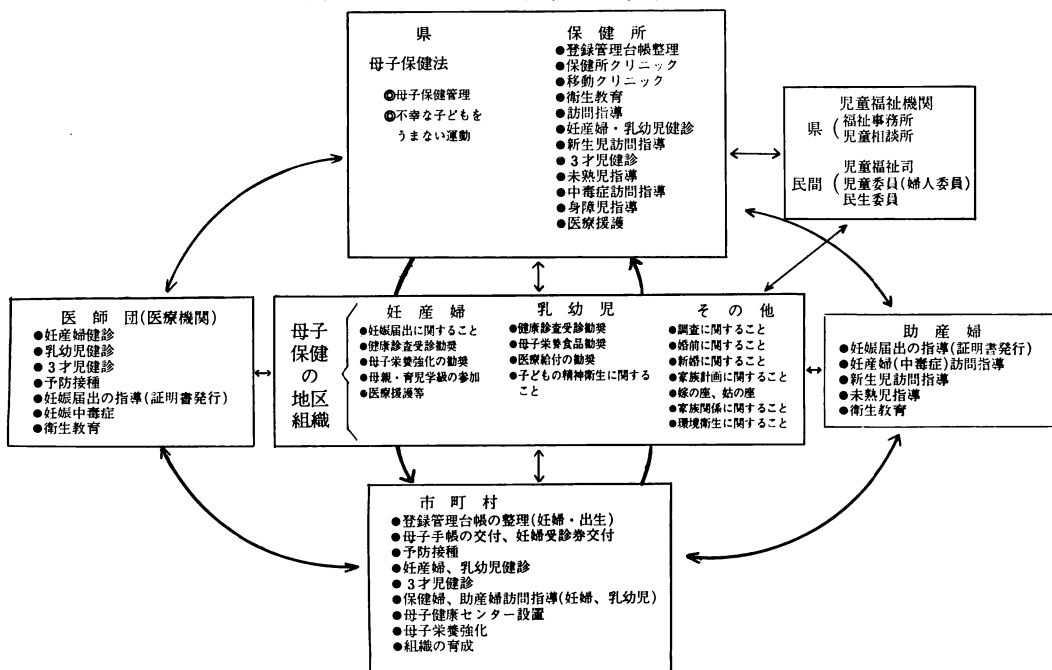 県
母子保健法
◎母子保健管理
◎不幸な子どもを
うまない運動
保健所
●登録管理台帳整理
●保健所クリニック
●移動クリニック
●衛生教育
●訪問指導
●妊産婦・乳幼児健診
●新生児訪問指導
●3才児健診
●未熟児指導
●中毒症訪問指導
●身障児指導
●医療援護
児童福祉機関
県(福祉事務所
児童相談所
民間(児童福祉司
児童委員(婦人委員)
民生委員
医師団(医療機関)
●妊産婦健診
●乳幼児健診
●3才児健診
●予防接種
●妊娠届出の指導(証明書発行)
●妊娠中毒症
●衛生教育
母子
保健
の
地区
組織
妊産婦
●妊娠届出に関すること
●健康診査受診勧奨
●母子栄養強化の勧奨
●母親・育児学級の参加
●医療援護等
乳幼児
●健康診査受診勧奨
●母子栄養食品勧奨
●医療給付の勧奨
●子どもの精神衛生に関する
こと
その他
●調査に関すること
●婚前に関すること
●新婚に関すること
●家族計画に関すること
●嫁の座、姑の座
●家族関係に関すること
●環境衛生に関すること
助産婦
●妊娠届出の指導(証明書発行)
●妊産婦(中毒症)訪問指導
●新生児訪問指導
●未熟児指導
●衛生教育
市町村
●登録管理台帳の整理(妊婦・出生)
●母子手帳の交付、妊婦受診券交付
●予防接種
●妊産婦、乳幼児健診
●3才児健診
●保健婦、助産婦訪問指導(妊婦、乳幼児)
●母子健康センター設置
●母子栄養強化
●組織の育成